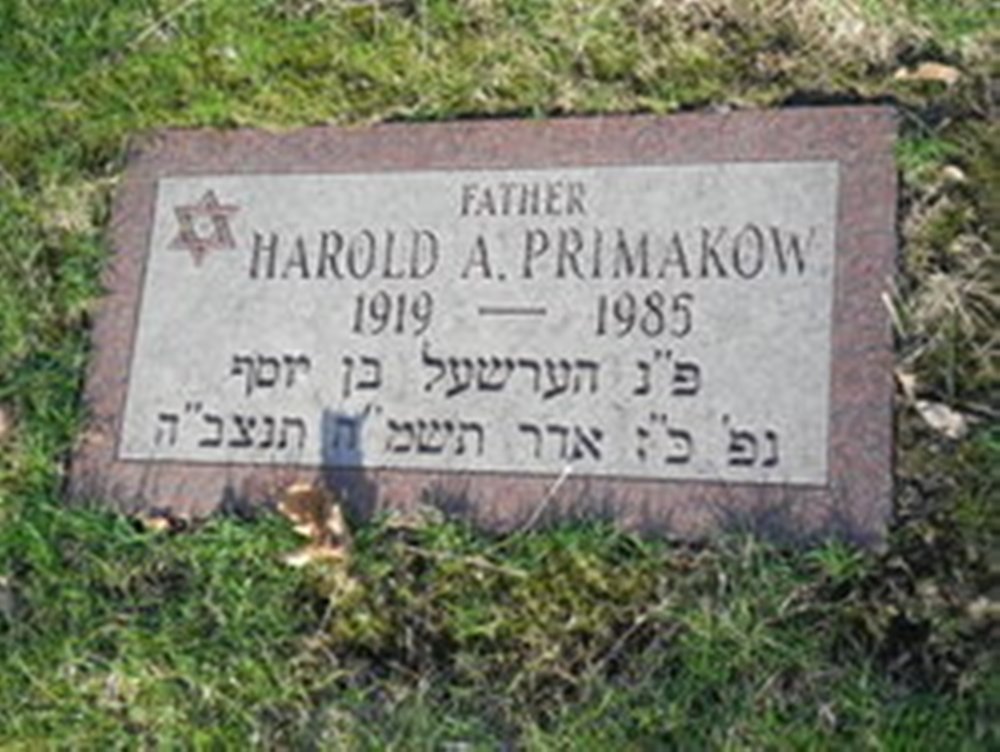 FATHER
HAROLD A. PRIMAKOW
1919 — 1985
פ"נ הערשעל בן יוסף
נפ' כ"ז אדר תשמ"ה תנצב"ה